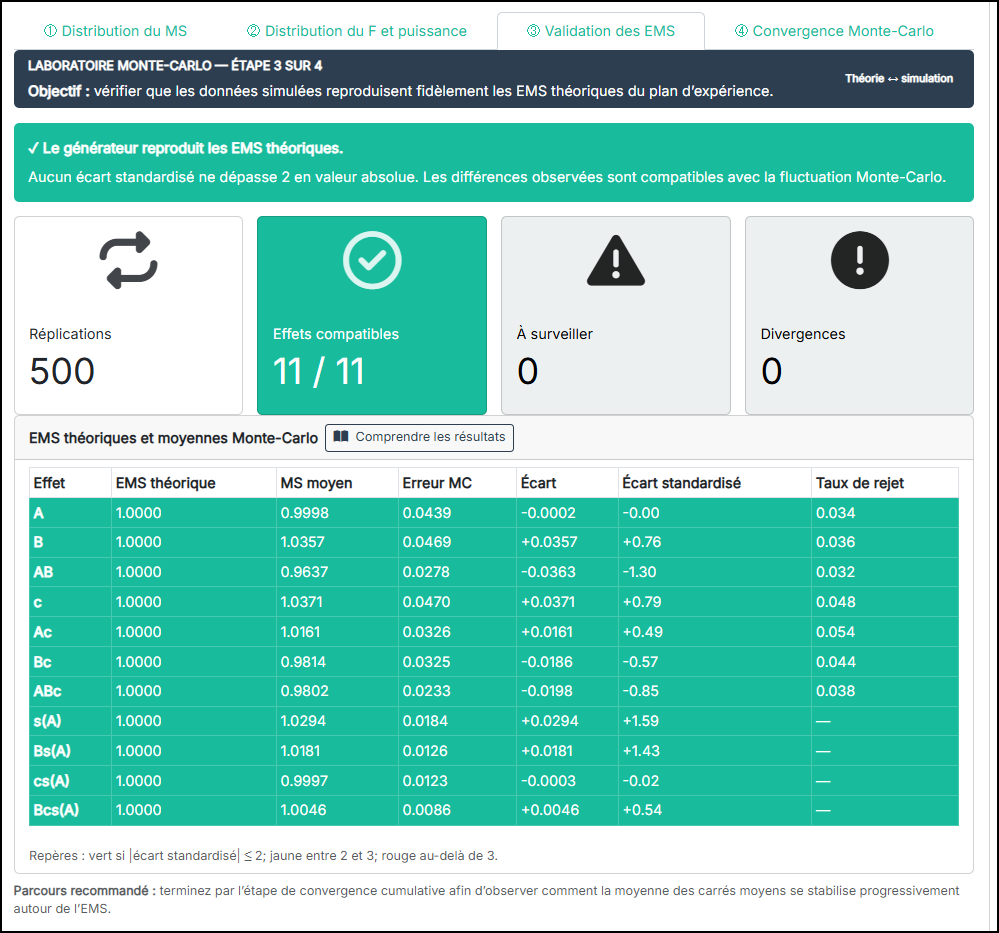 ① Distribution du MS
② Distribution du F et puissance
③ Validation des EMS
④ Convergence Monte-Carlo
LABORATOIRE MONTE-CARLO — ÉTAPE 3 SUR 4
Objectif : vérifier que les données simulées reproduisent fidèlement les EMS théoriques du plan d’expérience.
Théorie ↔ simulation
✓ Le générateur reproduit les EMS théoriques.
Aucun écart standardisé ne dépasse 2 en valeur absolue. Les différences observées sont compatibles avec la fluctuation Monte-Carlo.
Réplications
500
Effets compatibles
11 / 11
À surveiller
0
Divergences
0
EMS théoriques et moyennes Monte-Carlo
Comprendre les résultats
Effet EMS théorique MS moyen Erreur MC Écart Écart standardisé Taux de rejet
A 1.0000 0.9998 0.0439 -0.0002 -0.00 0.034
B 1.0000 1.0357 0.0469 +0.0357 +0.76 0.036
AB 1.0000 0.9637 0.0278 -0.0363 -1.30 0.032
c 1.0000 1.0371 0.0470 +0.0371 +0.79 0.048
Ac 1.0000 1.0161 0.0326 +0.0161 +0.49 0.054
Bc 1.0000 0.9814 0.0325 -0.0186 -0.57 0.044
ABc 1.0000 0.9802 0.0233 -0.0198 -0.85 0.038
s(A) 1.0000 1.0294 0.0184 +0.0294 +1.59 —
Bs(A) 1.0000 1.0181 0.0126 +0.0181 +1.43 —
cs(A) 1.0000 0.9997 0.0123 -0.0003 -0.02 —
Bcs(A) 1.0000 1.0046 0.0086 +0.0046 +0.54 —
Repères : vert si |écart standardisé| ≤ 2; jaune entre 2 et 3; rouge au-delà de 3.
Parcours recommandé : terminez par l’étape de convergence cumulative afin d’observer comment la moyenne des carrés moyens se stabilise progressivement
autour de l’EMS.